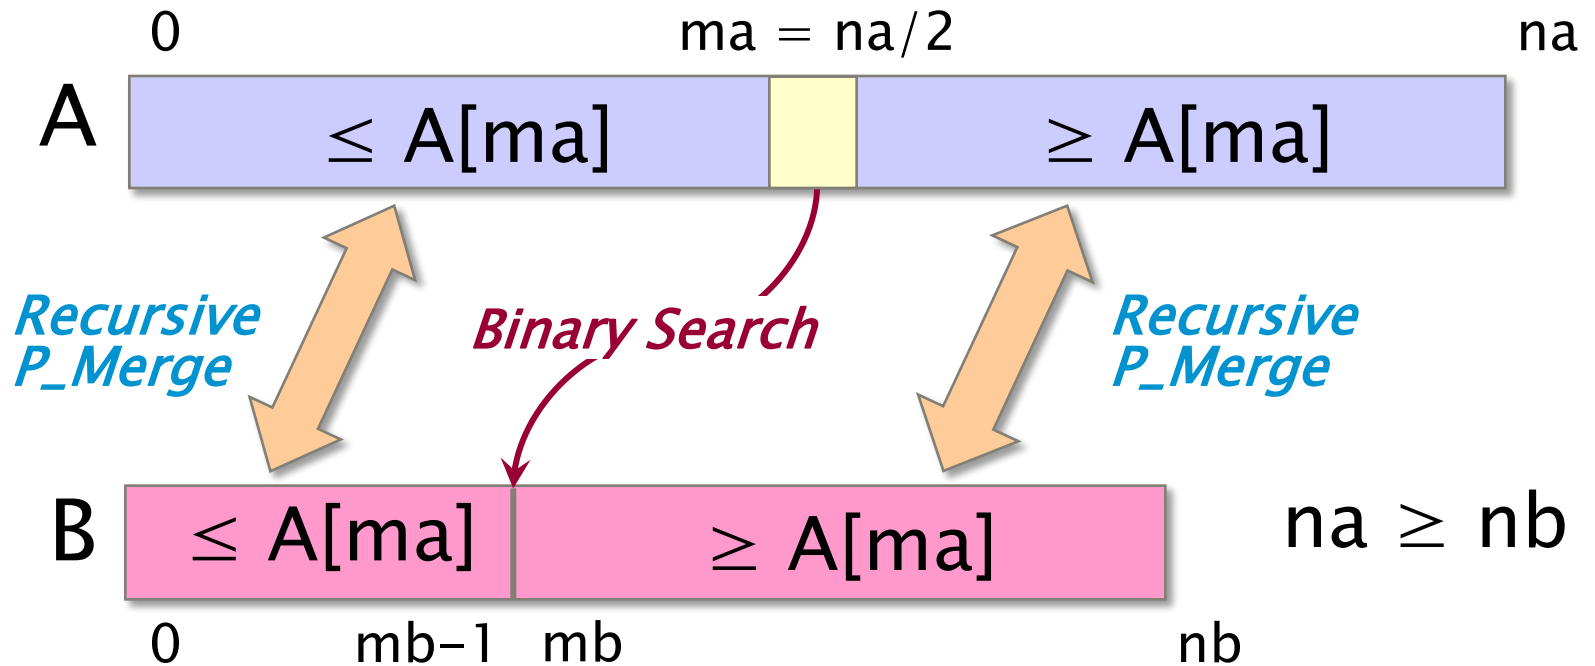 0
ma = na/2
na
A
≤ A[ma]
≥ A[ma]
Recursive
P_Merge
Binary Search
Recursive
P_Merge
B
≤ A[ma]
≥ A[ma]
na ≥ nb
0
mb-1
mb
nb